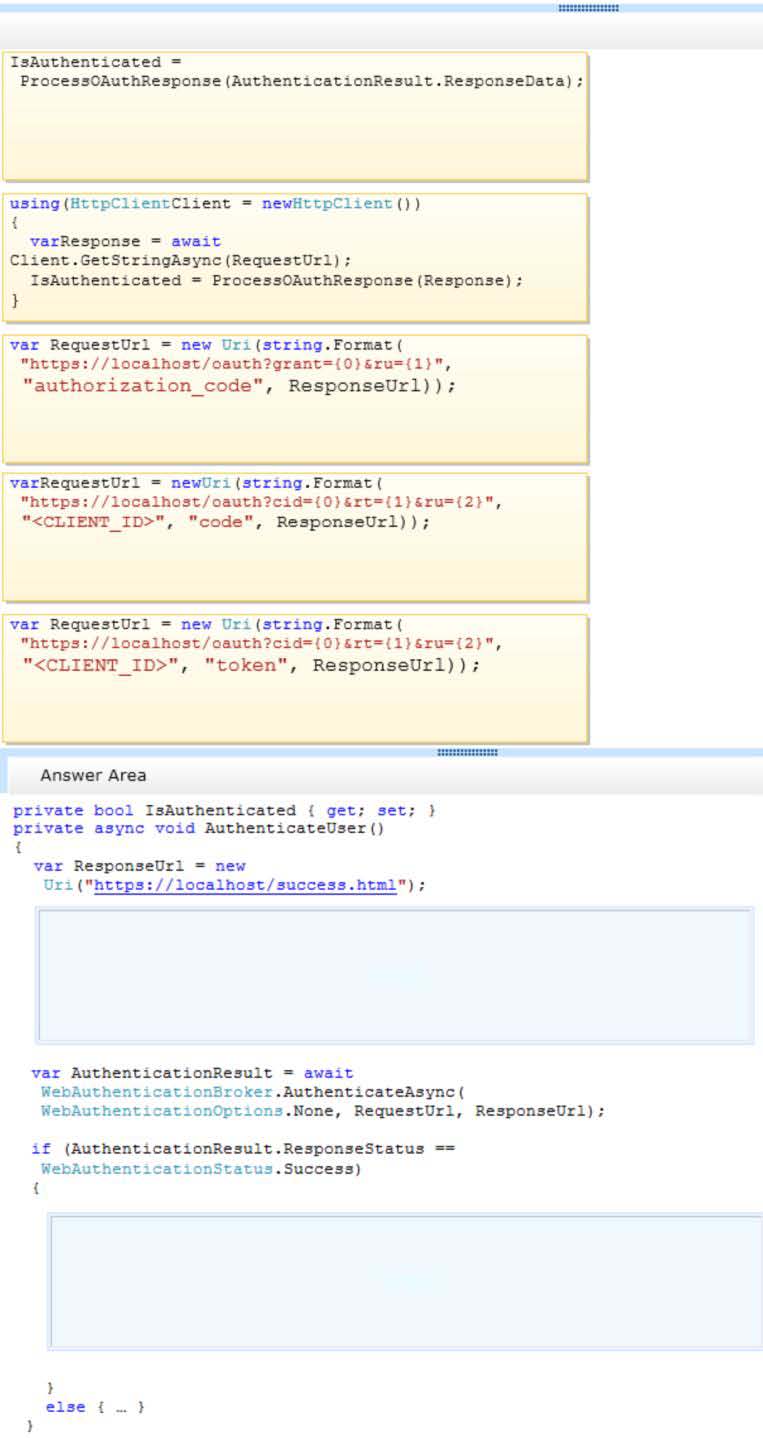 IsAuthenticated =
ProcessOAuthResponse(AuthenticationResult.ResponseData);
using(HttpClientClient = newHttpClient())
{
varResponse = await
Client.GetStringAsync(RequestUrl);
IsAuthenticated = ProcessOAuthResponse(Response);
}
var RequestUrl = new Uri(string.Format(
"https://localhost/oauth?grant={0}&ru={1}",
"authorization_code", ResponseUrl));
varRequestUrl = newUri(string.Format(
"https://localhost/oauth?cid={0}&rt={1}&ru={2}",
"<CLIENT_ID>", "code", ResponseUrl));
var RequestUrl = new Uri(string.Format(
"https://localhost/oauth?cid={0}&rt={1}&ru={2}",
"<CLIENT_ID>", "token", ResponseUrl));
Answer Area
private bool IsAuthenticated { get; set; }
private async void AuthenticateUser()
{
var ResponseUrl = new
Uri("https://localhost/success.html");
var AuthenticationResult = await
WebAuthenticationBroker.AuthenticateAsync(
WebAuthenticationOptions.None, RequestUrl, ResponseUrl);
if (AuthenticationResult.ResponseStatus ==
WebAuthenticationStatus.Success)
{
}
else { … }
}